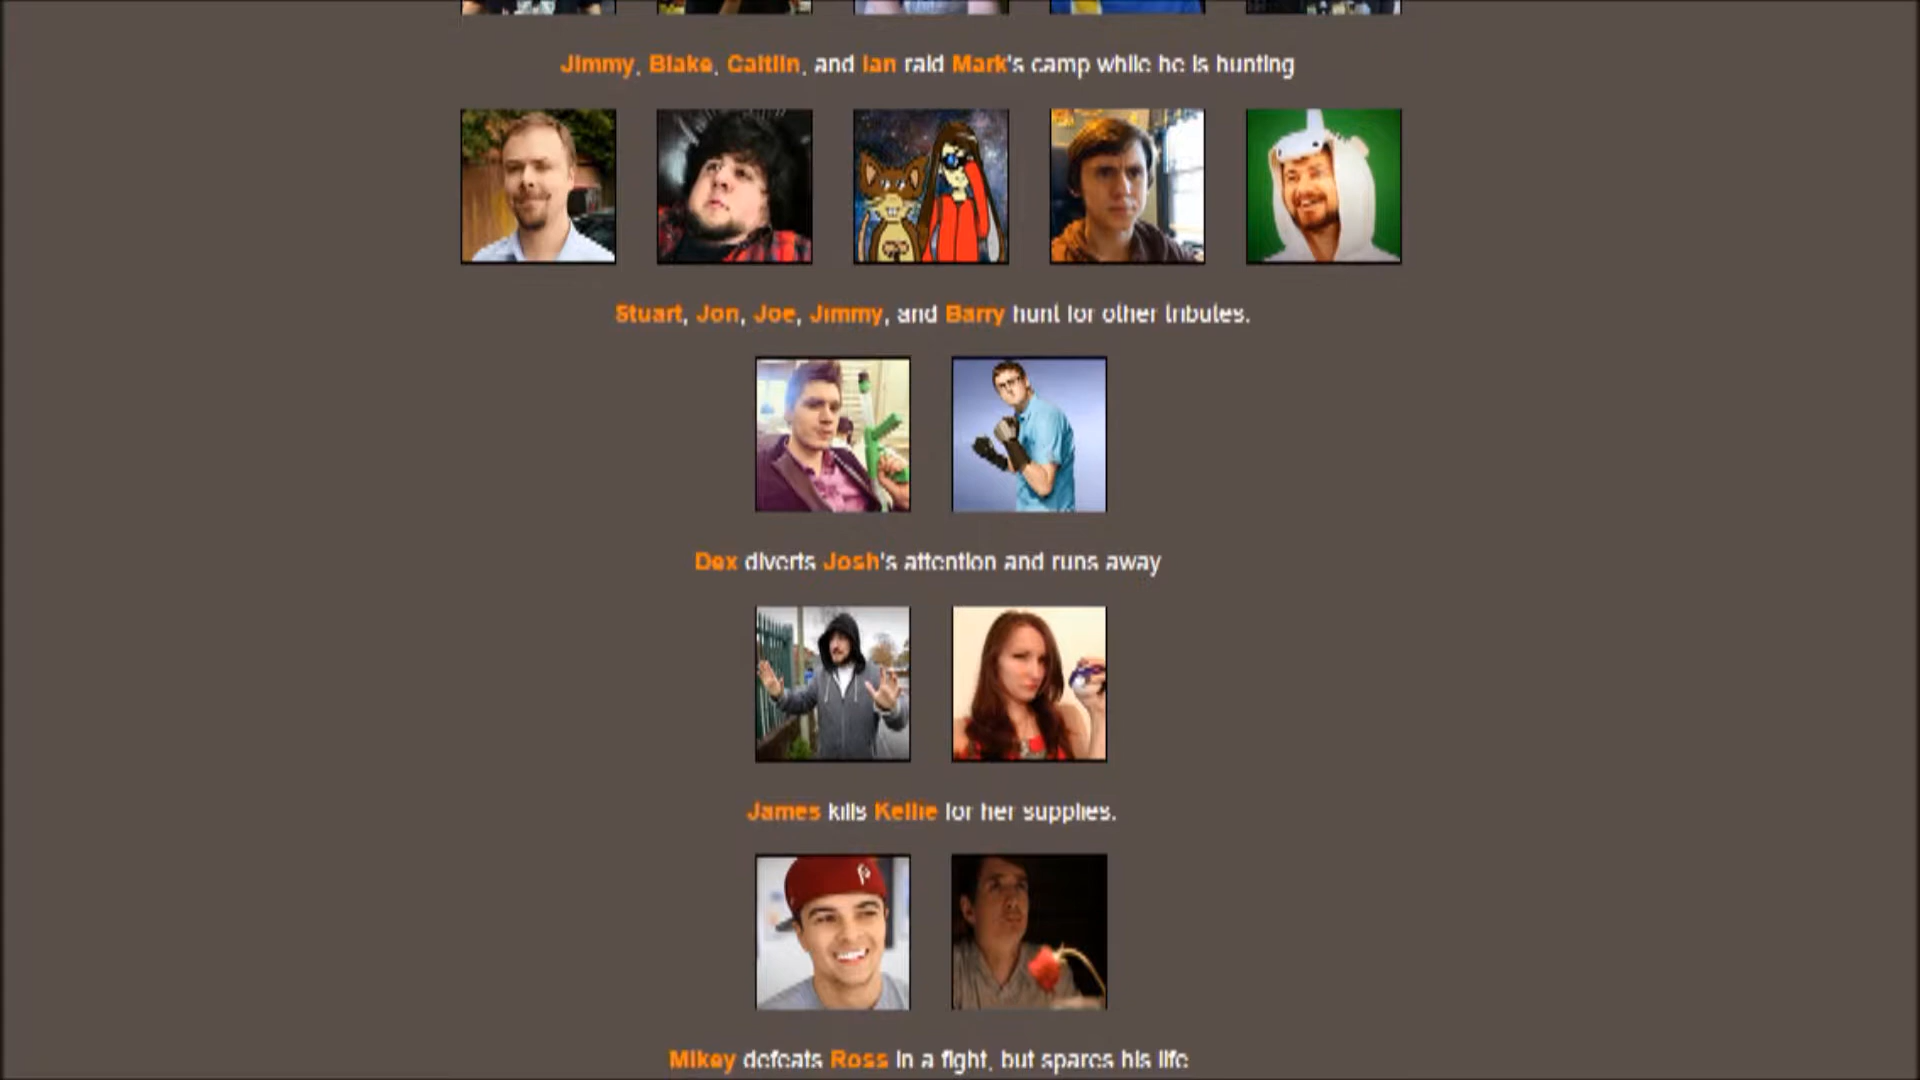 Jimmy, Blake, Caitlin, and Ian raid Mark's camp while he is hunting
Stuart, Jon, Joe, Jimmy, and Barry hunt for other tributes.
Dex diverts Josh's attention and runs away
James kills Kellie for her supplies.
Mikey defeats Ross in a fight, but spares his life